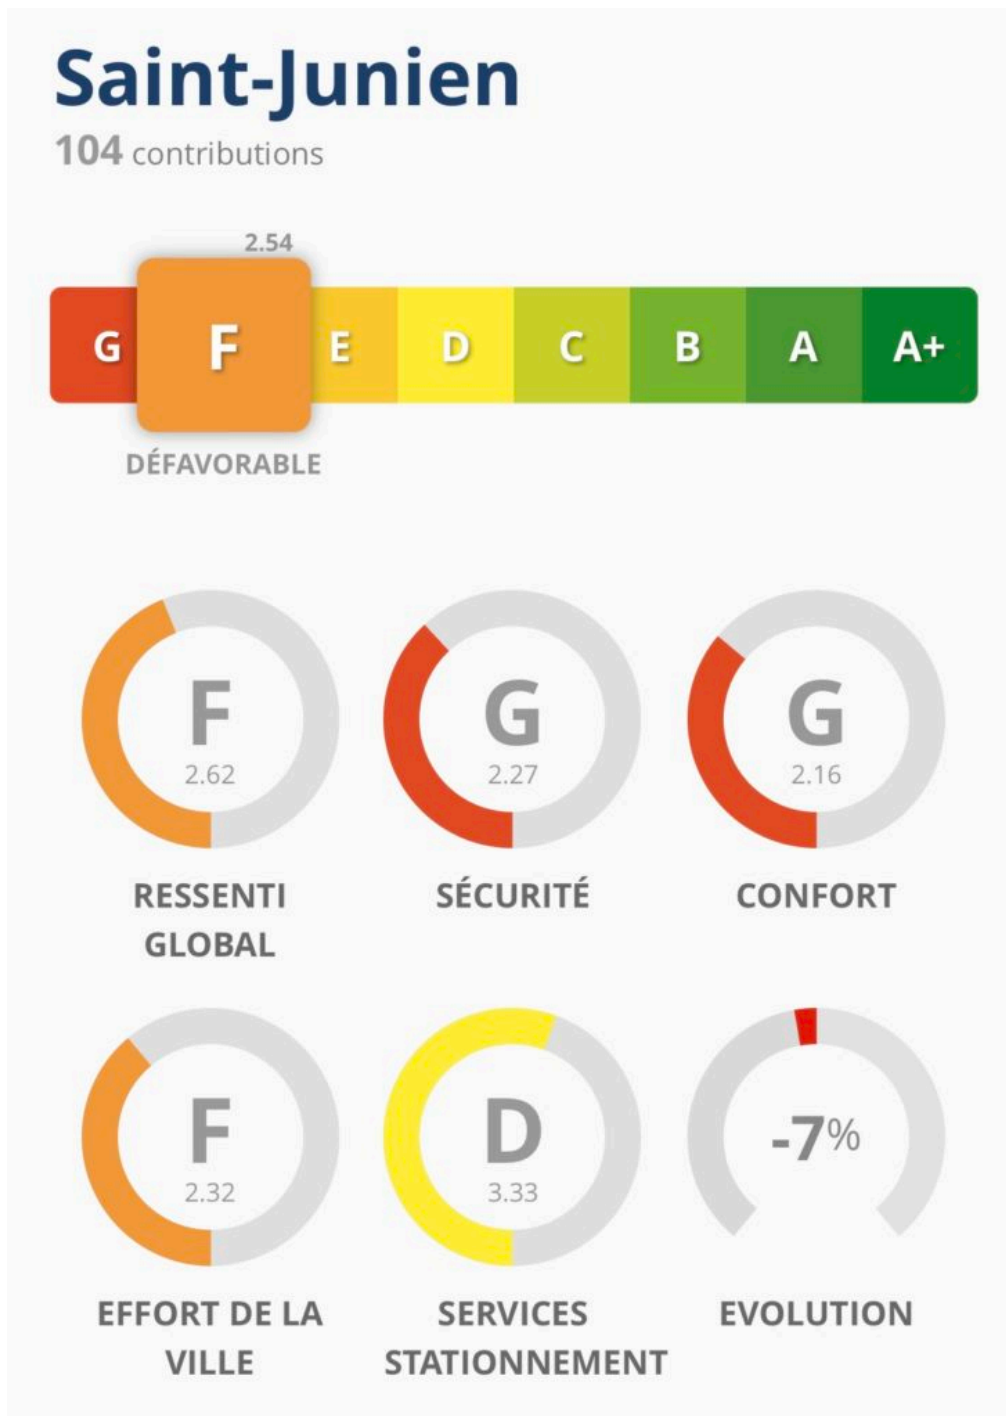 Saint-Junien
104 contributions
2.54
G F E D C B A A+
DÉFAVORABLE
F
2.62
RESSENTI
GLOBAL
G
2.27
SÉCURITÉ
G
2.16
CONFORT
F
2.32
EFFORT DE LA
VILLE
D
3.33
SERVICES
STATIONNEMENT
-7%
EVOLUTION